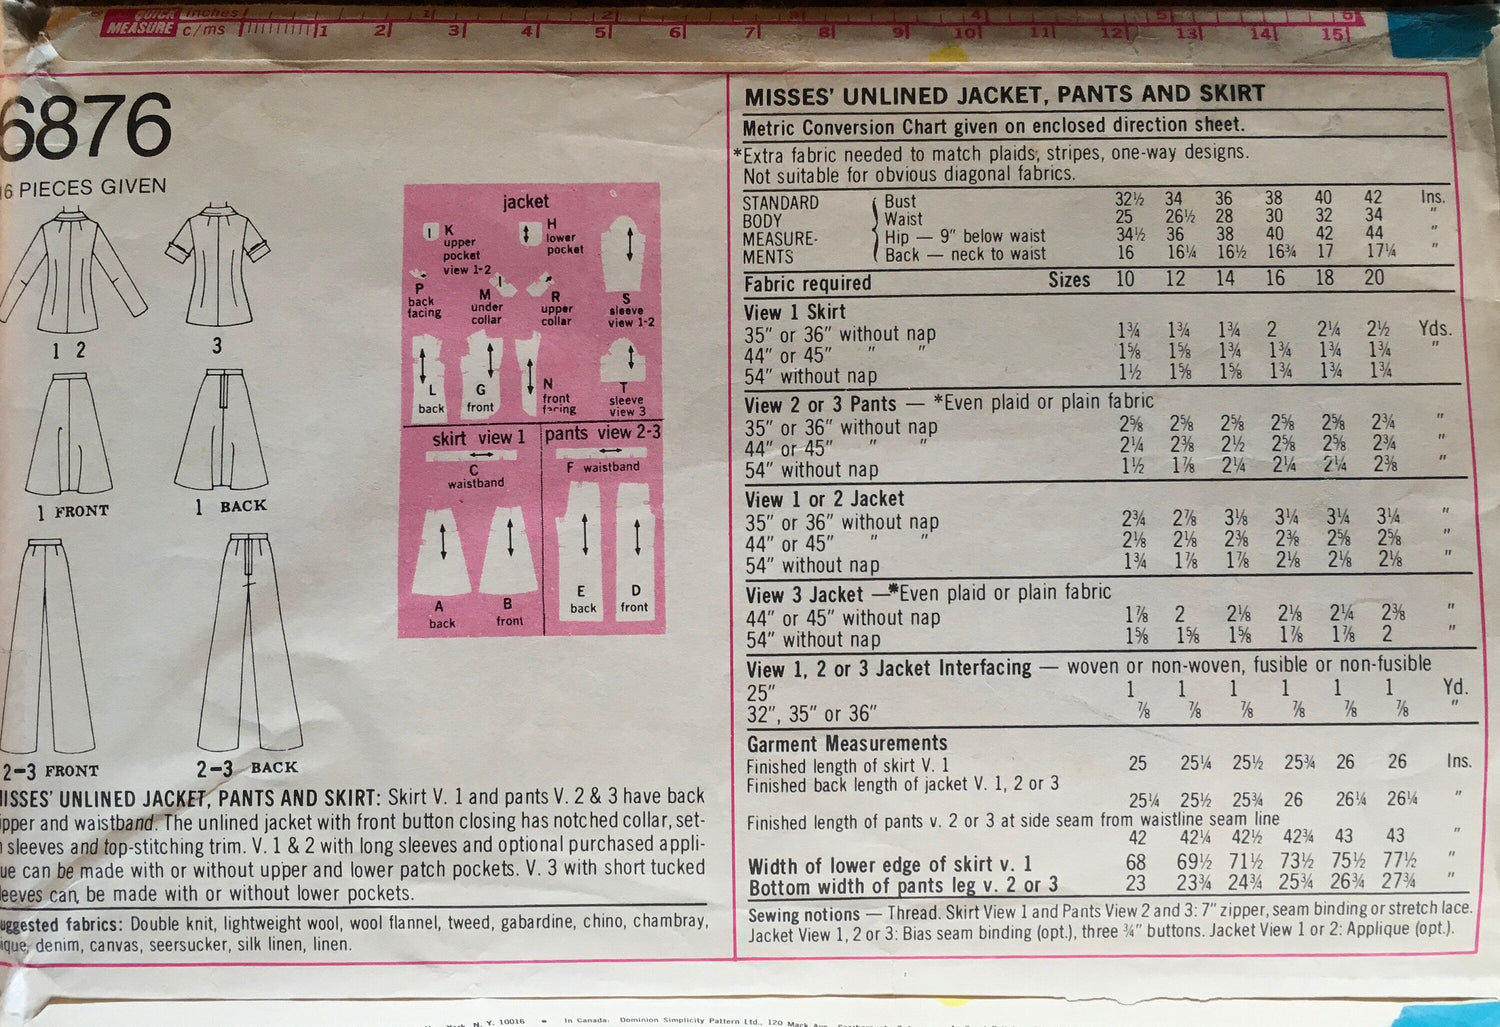 QUICK inches 1 2 4 5 6
MEASURE c/ms 1 2 3 4 5 6 7 8 9 10 11 12 13 14 15
6876
16 PIECES GIVEN
1 2
3
1 FRONT
1 BACK
2-3 FRONT
2-3 BACK
jacket
K
upper
pocket
view 1-2
H
lower
pocket
P
back
facing
M
under
collar
R
upper
collar
S
sleeve
view 1-2
L
back
G
front
N
front
facing
T
sleeve
view 3
skirt view 1
C
waistband
A
back
B
front
pants view 2-3
F waistband
E
back
D
front
MISSES' UNLINED JACKET, PANTS AND SKIRT: Skirt V. 1 and pants V. 2 & 3 have back
zipper and waistband. The unlined jacket with front button closing has notched collar, set-
in sleeves and top-stitching trim. V. 1 & 2 with long sleeves and optional purchased appli-
que can be made with or without upper and lower patch pockets. V. 3 with short tucked
sleeves can be made with or without lower pockets.
Suggested fabrics: Double knit, lightweight wool, wool flannel, tweed, gabardine, chino, chambray,
pique, denim, canvas, seersucker, silk linen, linen.
MISSES' UNLINED JACKET, PANTS AND SKIRT
Metric Conversion Chart given on enclosed direction sheet.
*Extra fabric needed to match plaids, stripes, one-way designs.
Not suitable for obvious diagonal fabrics.
STANDARD Bust 32½ 34 36 38 40 42 Ins.
BODY Waist 25 26½ 28 30 32 34 "
MEASURE- Hip — 9" below waist 34½ 36 38 40 42 44 "
MENTS Back — neck to waist 16 16¼ 16½ 16¾ 17 17¼ "
Fabric required Sizes 10 12 14 16 18 20
View 1 Skirt
35" or 36" without nap 1¾ 1¾ 1¾ 2 2¼ 2½ Yds.
44" or 45" " " 1⅝ 1⅝ 1¾ 1¾ 1¾ 1¾ "
54" without nap 1½ 1⅝ 1⅝ 1¾ 1¾ 1¾
View 2 or 3 Pants — *Even plaid or plain fabric
35" or 36" without nap 2⅝ 2⅝ 2⅝ 2⅝ 2⅝ 2¾ "
44" or 45" " " 2¼ 2⅜ 2½ 2⅝ 2⅝ 2¾ "
54" without nap 1½ 1⅞ 2¼ 2¼ 2¼ 2⅜ "
View 1 or 2 Jacket
35" or 36" without nap 2¾ 2⅞ 3⅛ 3¼ 3¼ 3¼ "
44" or 45" " " 2⅛ 2⅛ 2⅜ 2⅜ 2⅝ 2⅝ "
54" without nap 1¾ 1⅞ 1⅞ 2⅛ 2⅛ 2⅛ "
View 3 Jacket —*Even plaid or plain fabric
44" or 45" without nap 1⅞ 2 2⅛ 2⅛ 2¼ 2⅜ "
54" without nap 1⅝ 1⅝ 1⅝ 1⅞ 1⅞ 2 "
View 1, 2 or 3 Jacket Interfacing — woven or non-woven, fusible or non-fusible
25" 1 1 1 1 1 1 Yd.
32", 35" or 36" ⅞ ⅞ ⅞ ⅞ ⅞ ⅞ "
Garment Measurements
Finished length of skirt V. 1 25 25¼ 25½ 25¾ 26 26 Ins.
Finished back length of jacket V. 1, 2 or 3
25¼ 25½ 25¾ 26 26¼ 26¼ "
Finished length of pants v. 2 or 3 at side seam from waistline seam line
42 42¼ 42½ 42¾ 43 43 "
Width of lower edge of skirt v. 1 68 69½ 71½ 73½ 75½ 77½ "
Bottom width of pants leg v. 2 or 3 23 23¾ 24¾ 25¾ 26¾ 27¾ "
Sewing notions — Thread. Skirt View 1 and Pants View 2 and 3: 7" zipper, seam binding or stretch lace.
Jacket View 1, 2 or 3: Bias seam binding (opt.), three ¾" buttons. Jacket View 1 or 2: Applique (opt.).
York, N. Y. 10016 • In Canada: Dominion Simplicity Pattern Ltd., 120 Mack Ave.